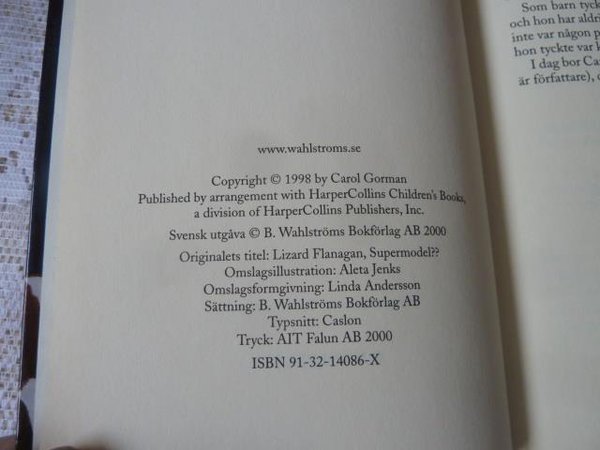 www.wahlstroms.se
Copyright © 1998 by Carol Gorman
Published by arrangement with HarperCollins Children's Books,
a division of HarperCollins Publishers, Inc.
Svensk utgåva © B. Wahlströms Bokförlag AB 2000
Originalets titel: Lizard Flanagan, Supermodel??
Omslagsillustration: Aleta Jenks
Omslagsformgivning: Linda Andersson
Sättning: B. Wahlströms Bokförlag AB
Typsnitt: Caslon
Tryck: AIT Falun AB 2000
ISBN 91-32-14086-X
Som barn tyck
och hon har aldri
inte var någon p
hon tyckte var k
I dag bor Ca
är författare),